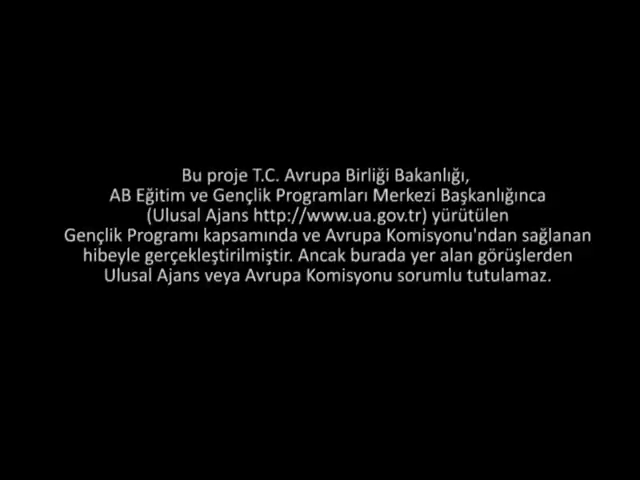 Bu proje T.C. Avrupa Birliği Bakanlığı,
AB Eğitim ve Gençlik Programları Merkezi Başkanlığınca
(Ulusal Ajans http://www.ua.gov.tr) yürütülen
Gençlik Programı kapsamında ve Avrupa Komisyonu'ndan sağlanan
hibeyle gerçekleştirilmiştir. Ancak burada yer alan görüşlerden
Ulusal Ajans veya Avrupa Komisyonu sorumlu tutulamaz.